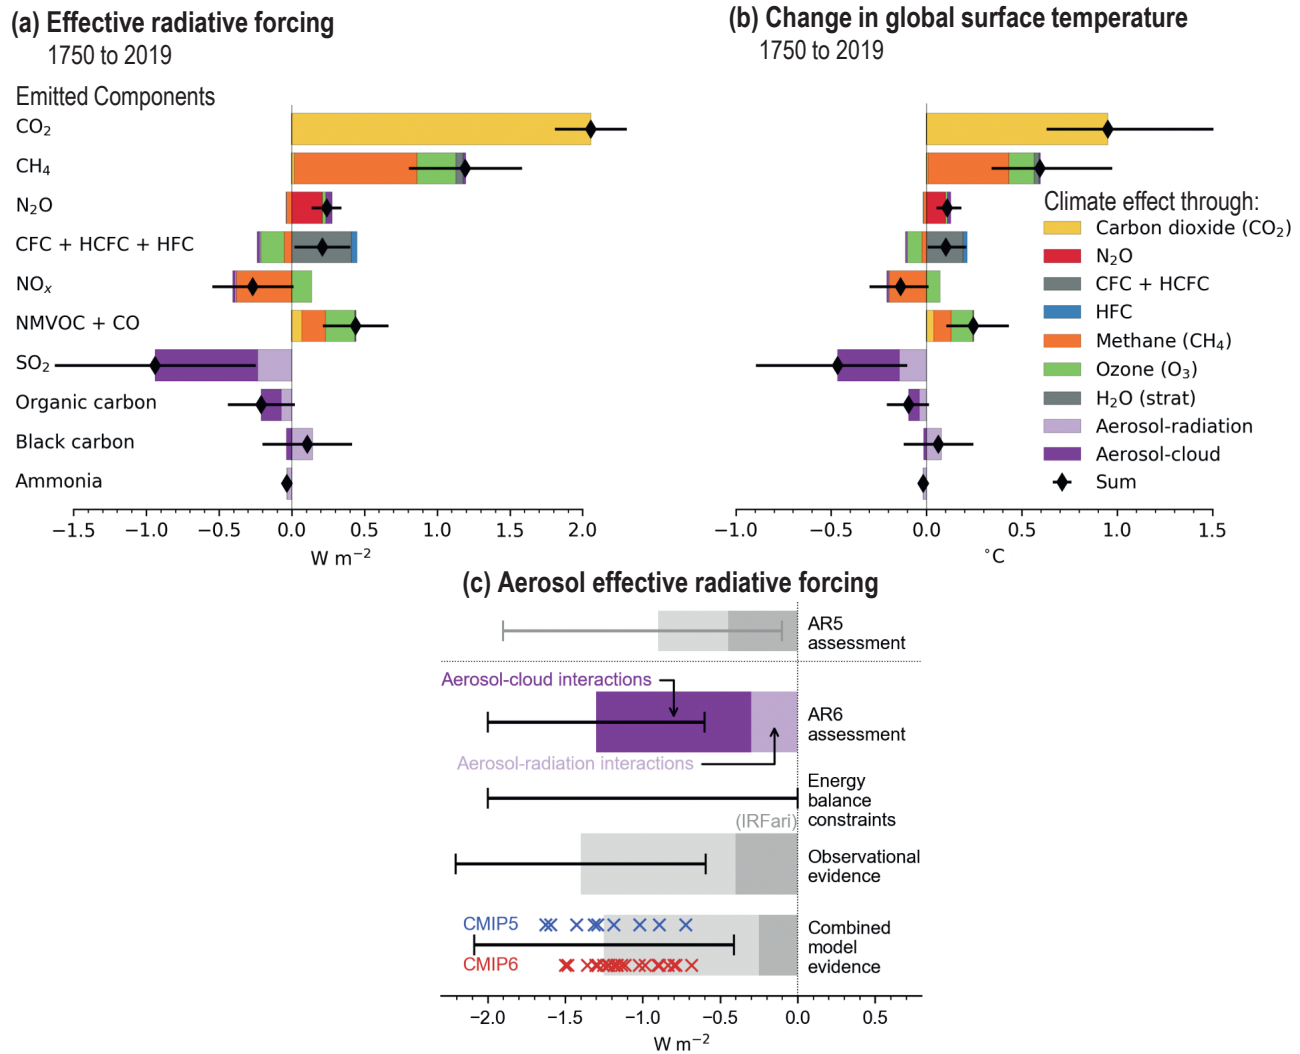 (a) Effective radiative forcing
1750 to 2019
Emitted Components
CO₂
CH₄
N₂O
CFC + HCFC + HFC
NOₓ
NMVOC + CO
SO₂
Organic carbon
Black carbon
Ammonia
−1.5 −1.0 −0.5 0.0 0.5 1.0 1.5 2.0
W m⁻²
(b) Change in global surface temperature
1750 to 2019
Climate effect through:
Carbon dioxide (CO₂)
N₂O
CFC + HCFC
HFC
Methane (CH₄)
Ozone (O₃)
H₂O (strat)
Aerosol-radiation
Aerosol-cloud
Sum
−1.0 −0.5 0.0 0.5 1.0 1.5
°C
(c) Aerosol effective radiative forcing
AR5
assessment
Aerosol-cloud interactions
AR6
assessment
Aerosol-radiation interactions
Energy
balance
constraints
(IRFari)
Observational
evidence
CMIP5
CMIP6
Combined
model
evidence
−2.0 −1.5 −1.0 −0.5 0.0 0.5
W m⁻²